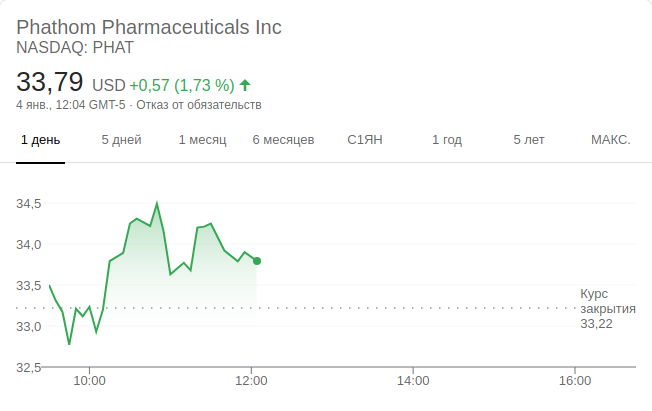 Phathom Pharmaceuticals Inc
NASDAQ: PHAT
33,79 USD +0,57 (1,73 %)
4 янв., 12:04 GMT-5 · Отказ от обязательств
1 день 5 дней 1 месяц 6 месяцев С1ЯН 1 год 5 лет МАКС.
34,5
34,0
33,5
33,0
32,5
Курс
закрытия
33,22
10:00 12:00 14:00 16:00